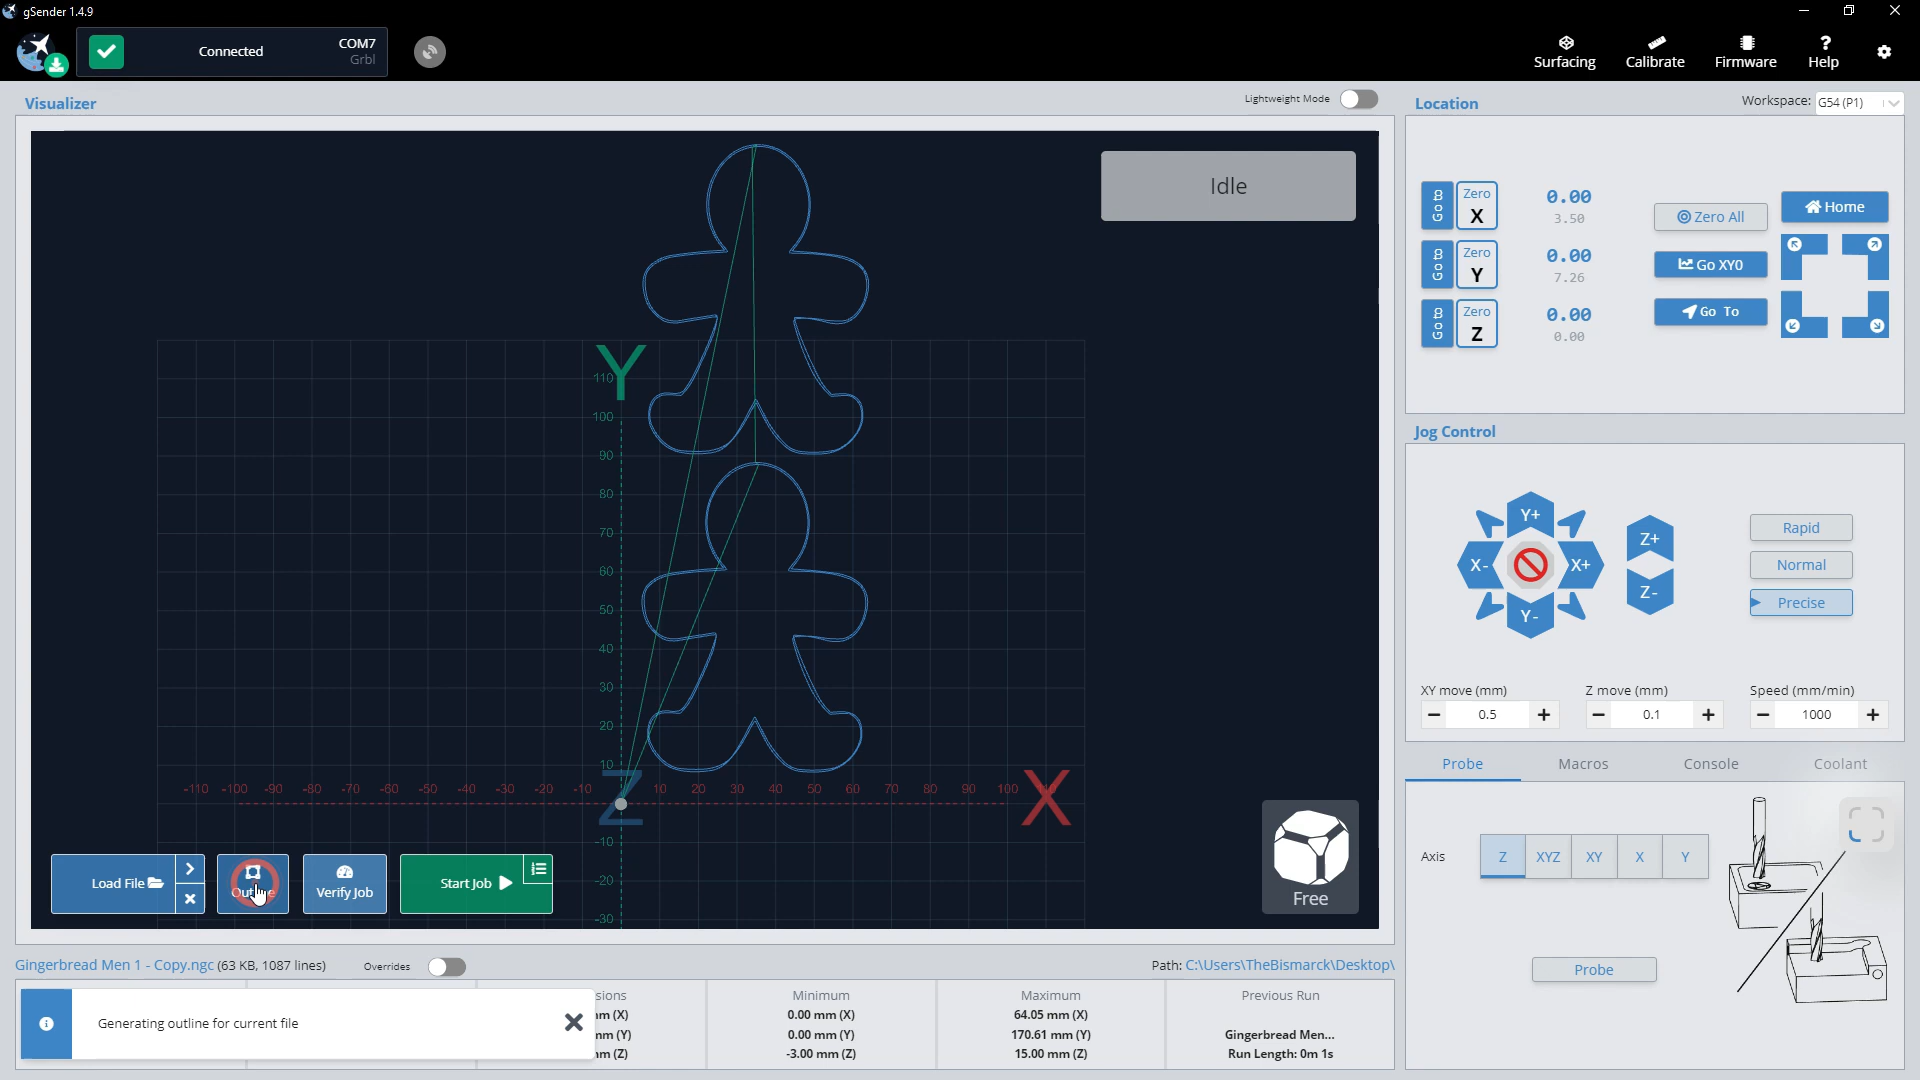 gSender 1.4.9
Connected
COM7
Grbl
Surfacing
Calibrate
Firmware
Help
Visualizer
Lightweight Mode
Location
Workspace:
G54 (P1)
Idle
Goto
Zero
X
0.00
3.50
Zero All
Home
Goto
Zero
Y
0.00
7.26
Go XY0
Goto
Zero
Z
0.00
0.00
Go To
Y
110
100
90
80
70
60
50
40
30
20
10
-110 -100 -90 -80 -70 -60 -50 -40 -30 -20 -10 10 20 30 40 50 60 70 80 90 100
X
Z
-10
-20
-30
Jog Control
Y+
X-
X+
Y-
Z+
Z-
Rapid
Normal
Precise
XY move (mm)
Z move (mm)
Speed (mm/min)
0.5
0.1
1000
Probe
Macros
Console
Coolant
Axis
Z
XYZ
XY
X
Y
Probe
Load File
Verify Job
Start Job
Free
Gingerbread Men 1 - Copy.ngc (63 KB, 1087 lines)
Overrides
Path: C:\Users\TheBismarck\Desktop\
Generating outline for current file
Minimum
0.00 mm (X)
0.00 mm (Y)
-3.00 mm (Z)
Maximum
64.05 mm (X)
170.61 mm (Y)
15.00 mm (Z)
Previous Run
Gingerbread Men...
Run Length: 0m 1s